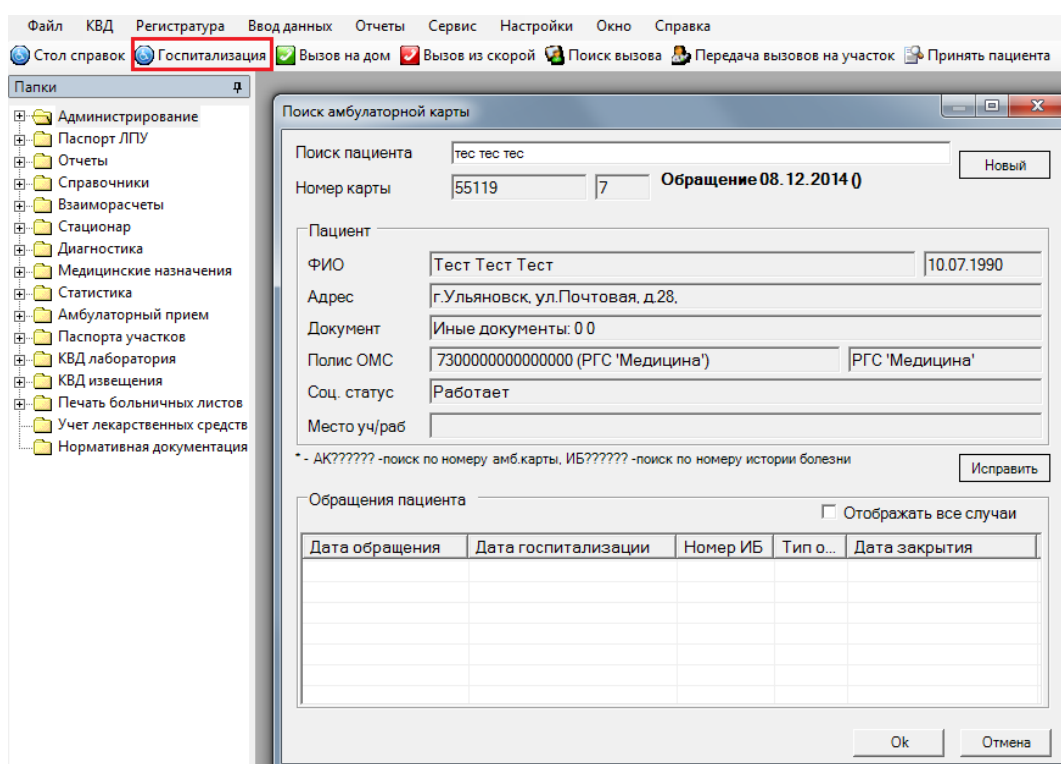 Файл КВД Регистратура Ввод данных Отчеты Сервис Настройки Окно Справка
Стол справок Госпитализация Вызов на дом Вызов из скорой Поиск вызова Передача вызовов на участок Принять пациента
Папки
Администрирование
Паспорт ЛПУ
Отчеты
Справочники
Взаиморасчеты
Стационар
Диагностика
Медицинские назначения
Статистика
Амбулаторный прием
Паспорта участков
КВД лаборатория
КВД извещения
Печать больничных листов
Учет лекарственных средств
Нормативная документация
Поиск амбулаторной карты
Поиск пациента тес тес тес Новый
Номер карты 55119 7 Обращение 08.12.2014 ()
Пациент
ФИО Тест Тест Тест 10.07.1990
Адрес г.Ульяновск, ул.Почтовая, д.28,
Документ Иные документы: 0 0
Полис ОМС 7300000000000000 (РГС 'Медицина') РГС 'Медицина'
Соц. статус Работает
Место уч/раб
* - АК?????? -поиск по номеру амб.карты, ИБ?????? -поиск по номеру истории болезни
Исправить
Обращения пациента
Отображать все случаи
Дата обращения Дата госпитализации Номер ИБ Тип о... Дата закрытия
Ok Отмена